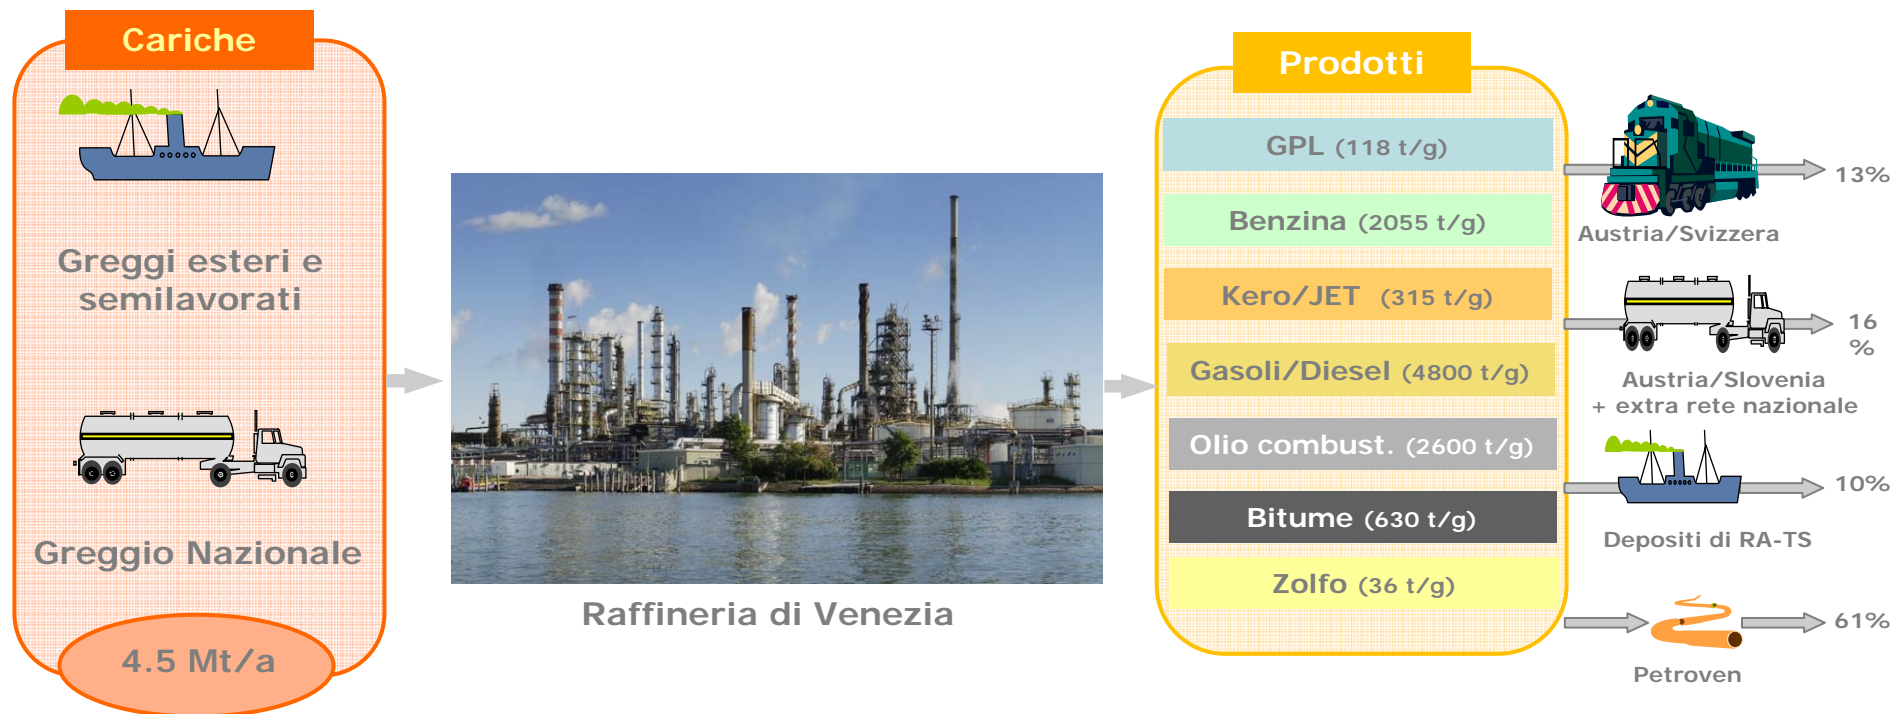 Cariche
Greggi esteri e
semilavorati
Greggio Nazionale
4.5 Mt/a
Raffineria di Venezia
Prodotti
GPL (118 t/g)
Benzina (2055 t/g)
Kero/JET (315 t/g)
Gasoli/Diesel (4800 t/g)
Olio combust. (2600 t/g)
Bitume (630 t/g)
Zolfo (36 t/g)
13%
Austria/Svizzera
16
%
Austria/Slovenia
+ extra rete nazionale
10%
Depositi di RA-TS
61%
Petroven